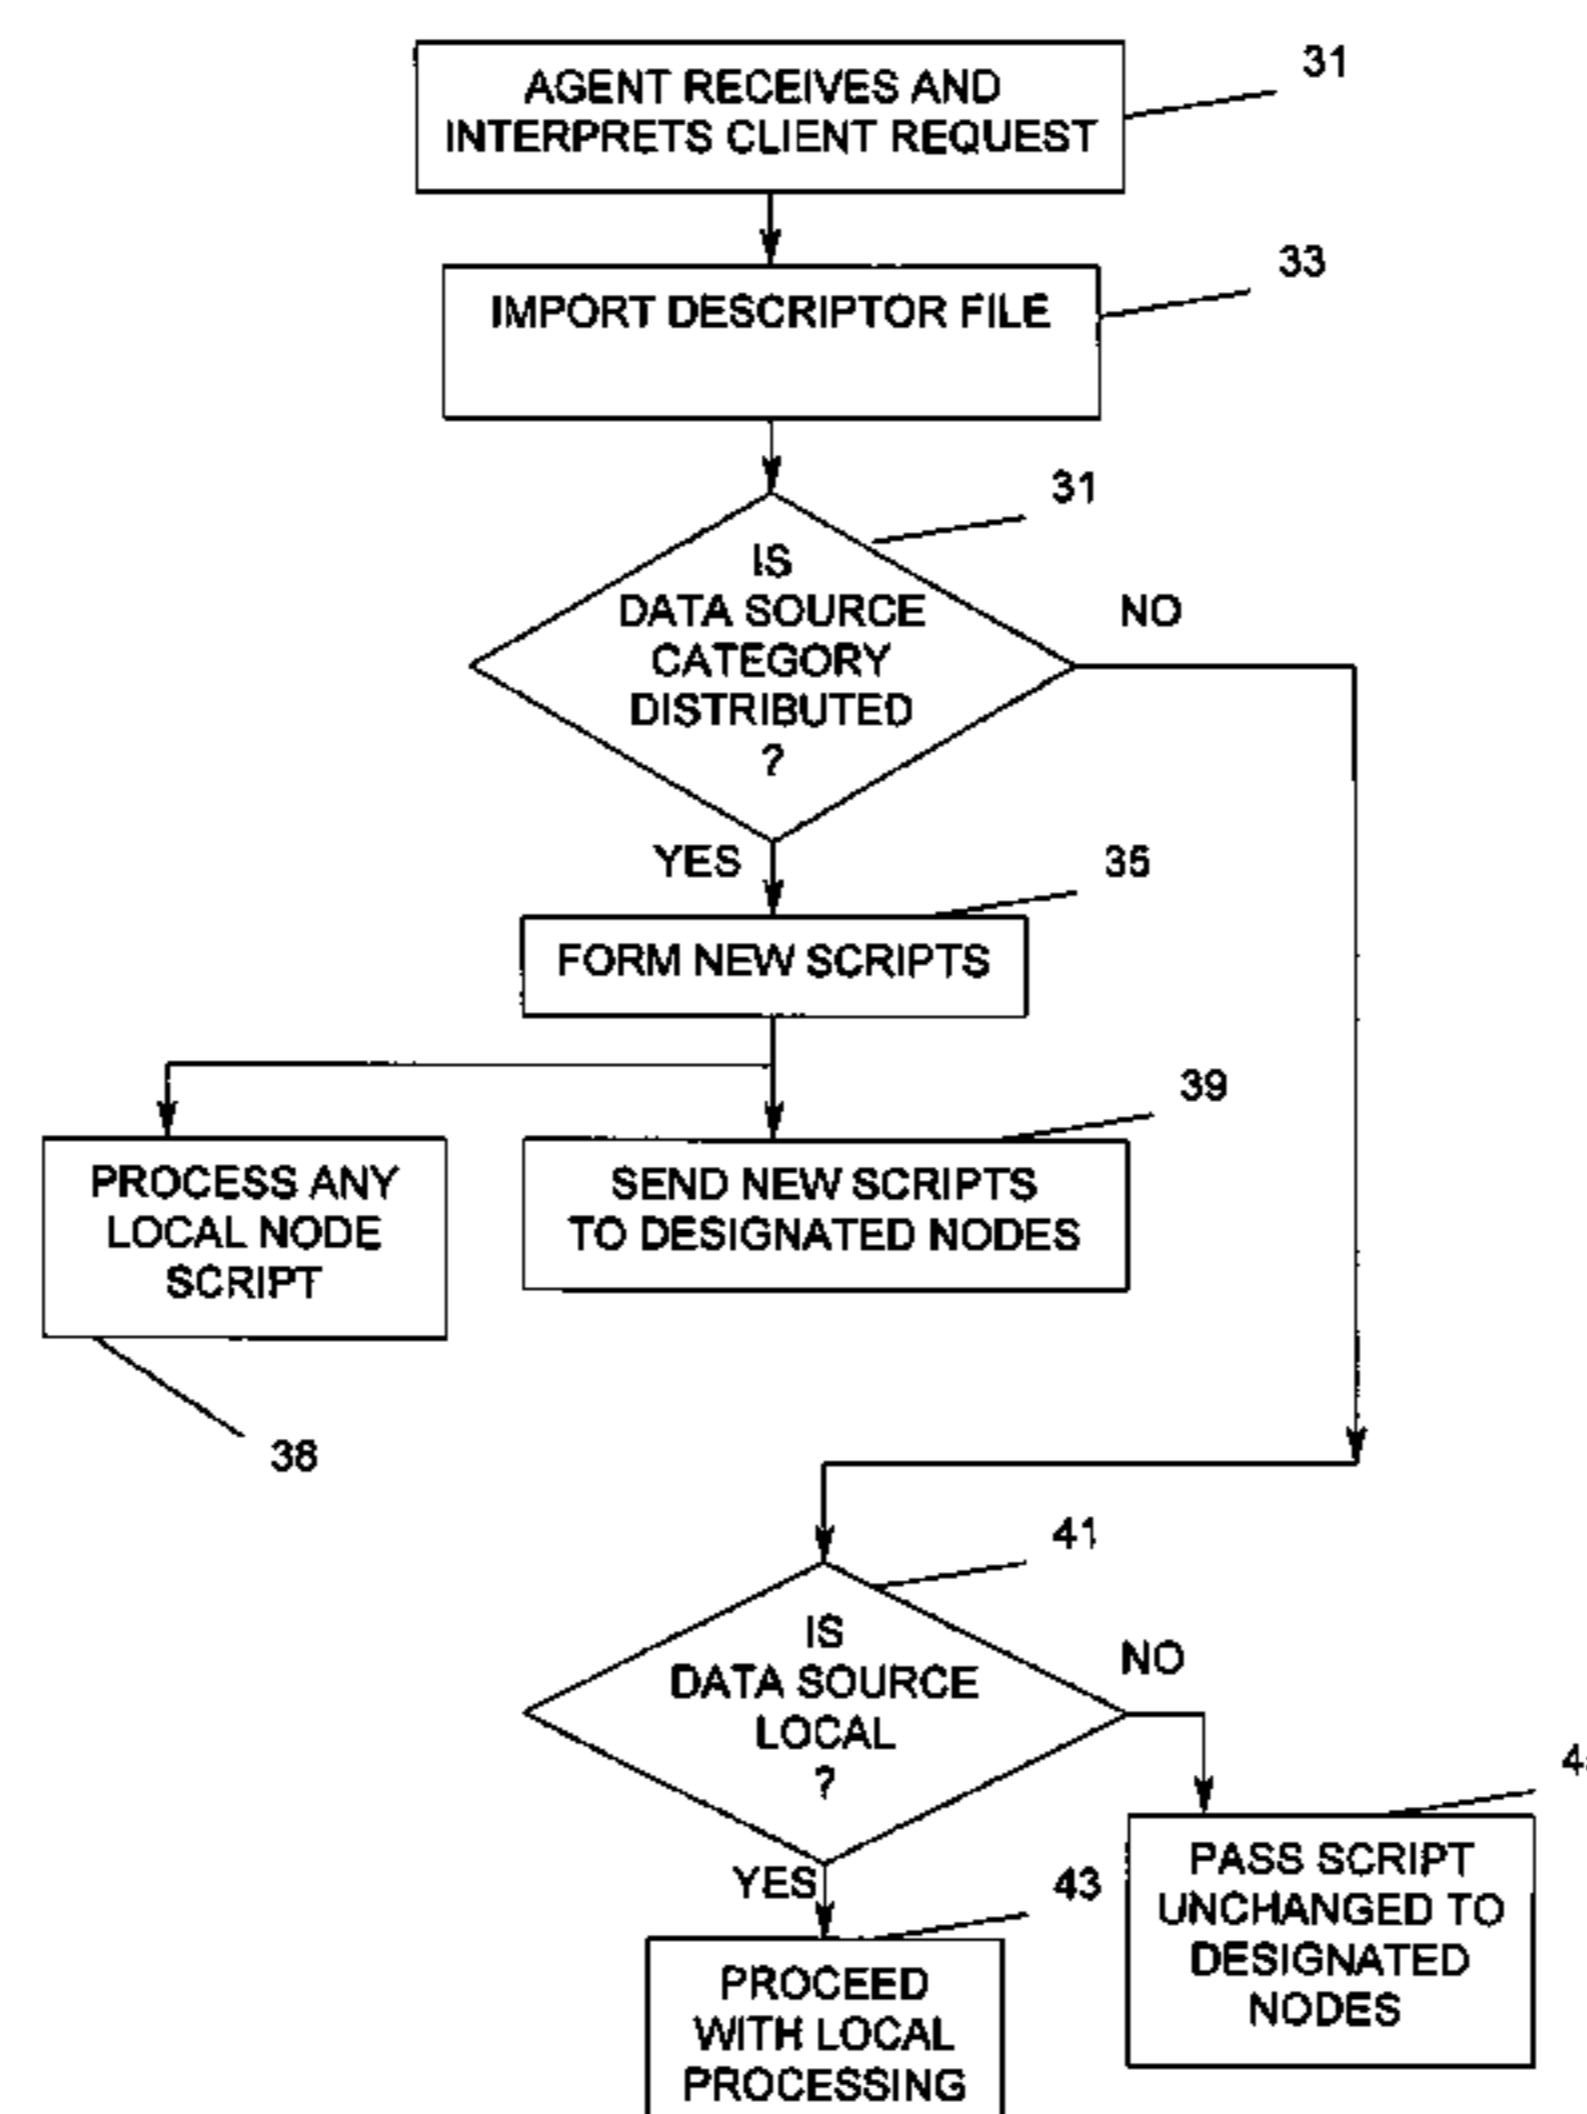 AGENT RECEIVES AND
INTERPRETS CLIENT REQUEST
31
IMPORT DESCRIPTOR FILE
33
31
IS
DATA SOURCE
CATEGORY
DISTRIBUTED
?
NO
YES
35
FORM NEW SCRIPTS
39
PROCESS ANY
LOCAL NODE
SCRIPT
SEND NEW SCRIPTS
TO DESIGNATED NODES
38
41
IS
DATA SOURCE
LOCAL
?
NO
YES
43
PASS SCRIPT
UNCHANGED TO
DESIGNATED
NODES
PROCEED
WITH LOCAL
PROCESSING